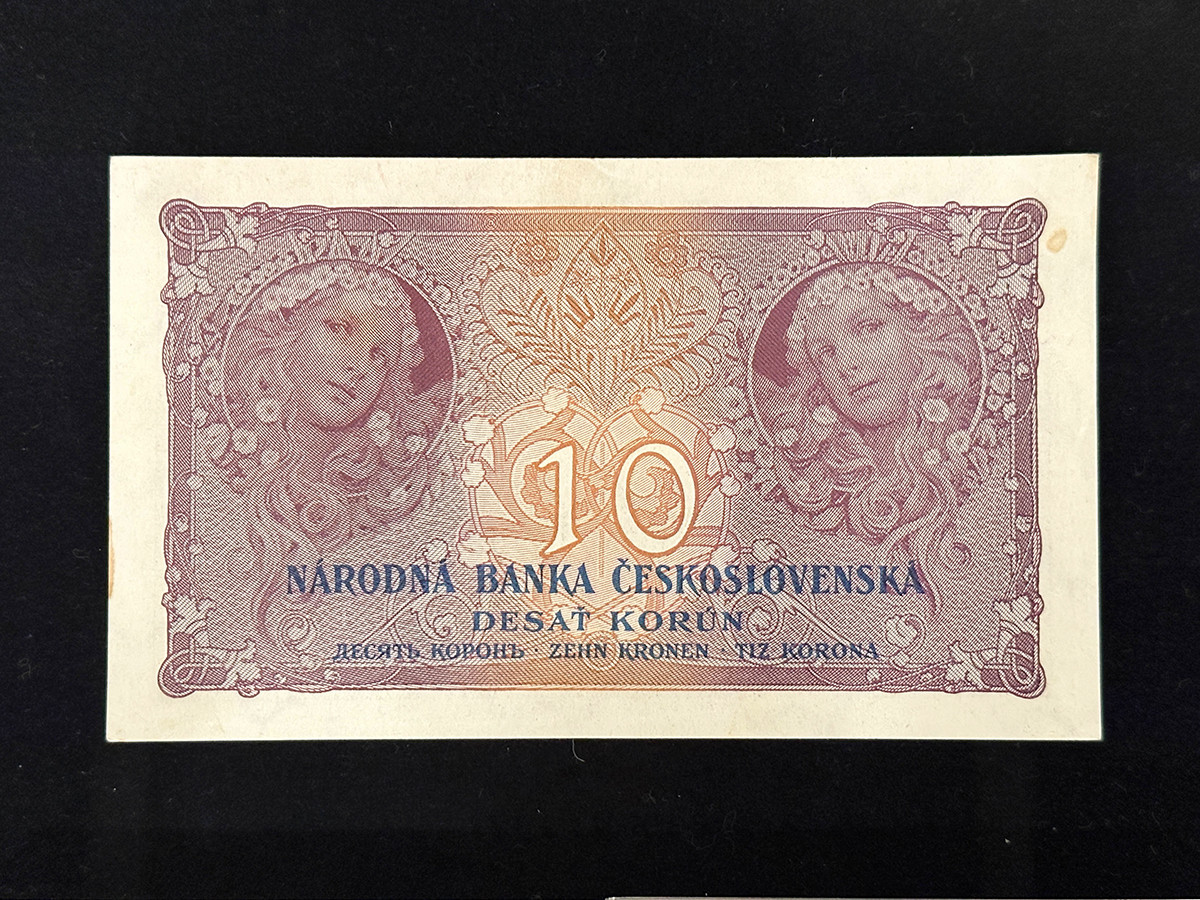 10
NÁRODNÁ BANKA ČESKOSLOVENSKÁ
DESAŤ KORÚN
ДЕСЯТЬ КОРОНЪ · ZEHN KRONEN · TIZ KORONA